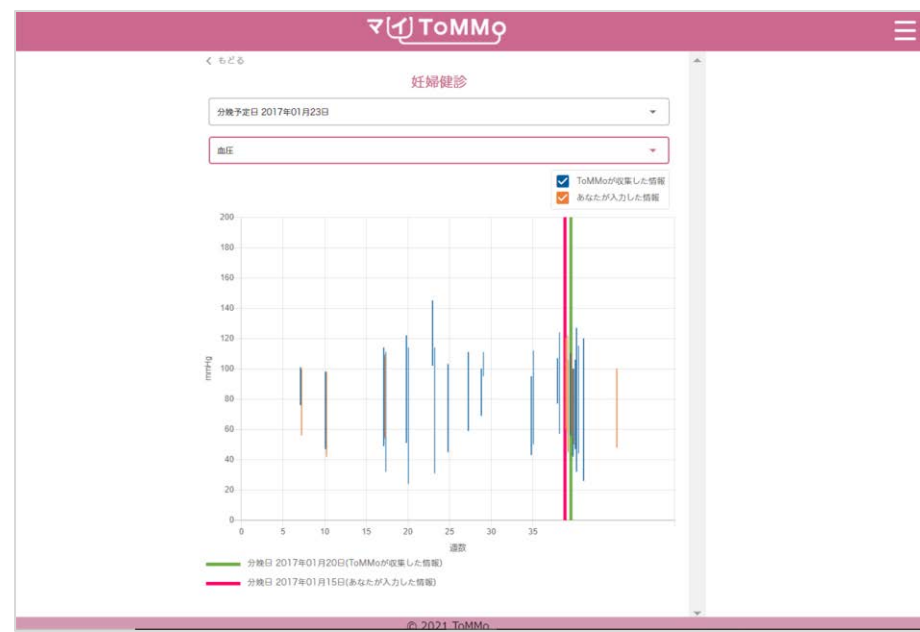 マイToMMo
もどる
妊婦健診
分娩予定日 2017年01月23日
血圧
ToMMoが収集した情報
あなたが入力した情報
200
180
160
140
120
100
80
60
40
20
0
mmHg
0 5 10 15 20 25 30 35
週数
分娩日 2017年01月20日(ToMMoが収集した情報)
分娩日 2017年01月15日(あなたが入力した情報)
© 2021 ToMMo